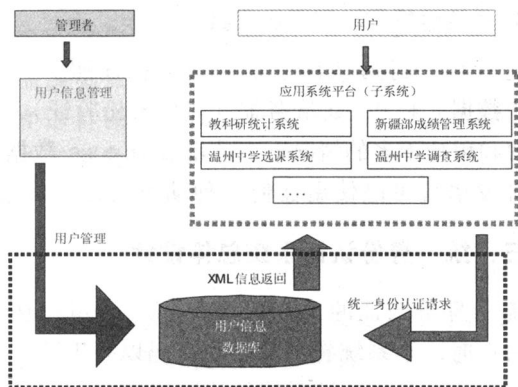 管理者
用户
用户信息管理
应用系统平台（子系统）
教科研统计系统
新疆部成绩管理系统
温州中学选课系统
温州中学调查系统
....
用户管理
XML信息返回
统一身份认证请求
用户信息
数据库